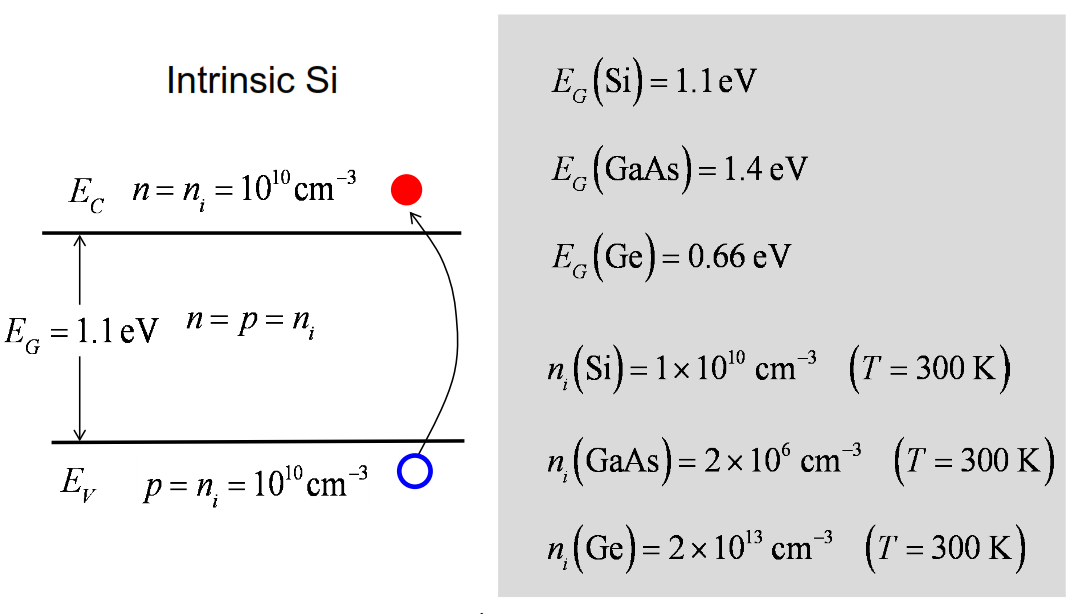 Intrinsic Si
E_C n = n_i = 10^10 cm^−3
E_G = 1.1 eV n = p = n_i
E_V p = n_i = 10^10 cm^−3
E_G(Si) = 1.1 eV
E_G(GaAs) = 1.4 eV
E_G(Ge) = 0.66 eV
n_i(Si) = 1 × 10^10 cm^−3 (T = 300 K)
n_i(GaAs) = 2 × 10^6 cm^−3 (T = 300 K)
n_i(Ge) = 2 × 10^13 cm^−3 (T = 300 K)